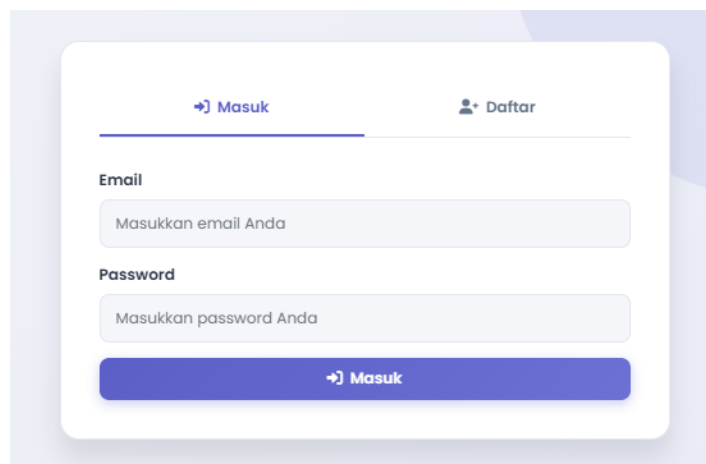 Masuk
Daftar
Email
Masukkan email Anda
Password
Masukkan password Anda
Masuk